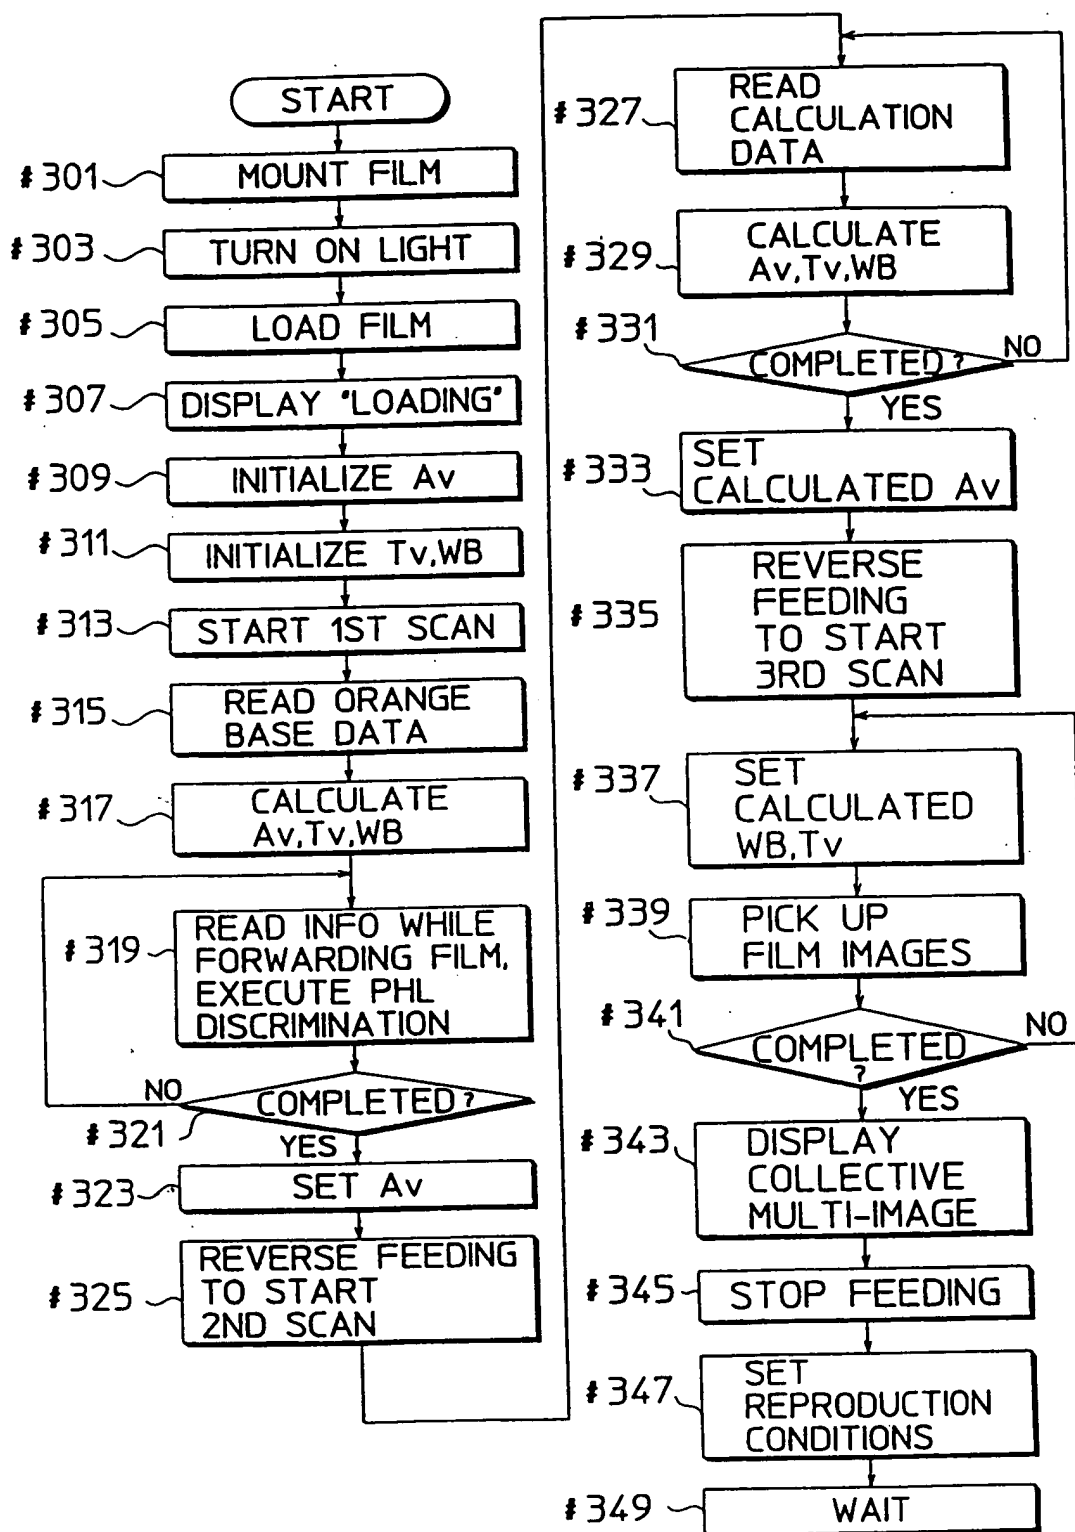 START
#301
MOUNT FILM
#303
TURN ON LIGHT
#305
LOAD FILM
#307
DISPLAY "LOADING"
#309
INITIALIZE Av
#311
INITIALIZE Tv,WB
#313
START 1ST SCAN
#315
READ ORANGE
BASE DATA
#317
CALCULATE
Av,Tv,WB
#319
READ INFO WHILE
FORWARDING FILM,
EXECUTE PHL
DISCRIMINATION
NO
COMPLETED?
#321
YES
#323
SET Av
#325
REVERSE FEEDING
TO START
2ND SCAN
#327
READ
CALCULATION
DATA
#329
CALCULATE
Av,Tv,WB
#331
COMPLETED?
NO
YES
#333
SET
CALCULATED Av
#335
REVERSE
FEEDING
TO START
3RD SCAN
#337
SET
CALCULATED
WB,Tv
#339
PICK UP
FILM IMAGES
#341
COMPLETED
?
NO
YES
#343
DISPLAY
COLLECTIVE
MULTI-IMAGE
#345
STOP FEEDING
#347
SET
REPRODUCTION
CONDITIONS
#349
WAIT